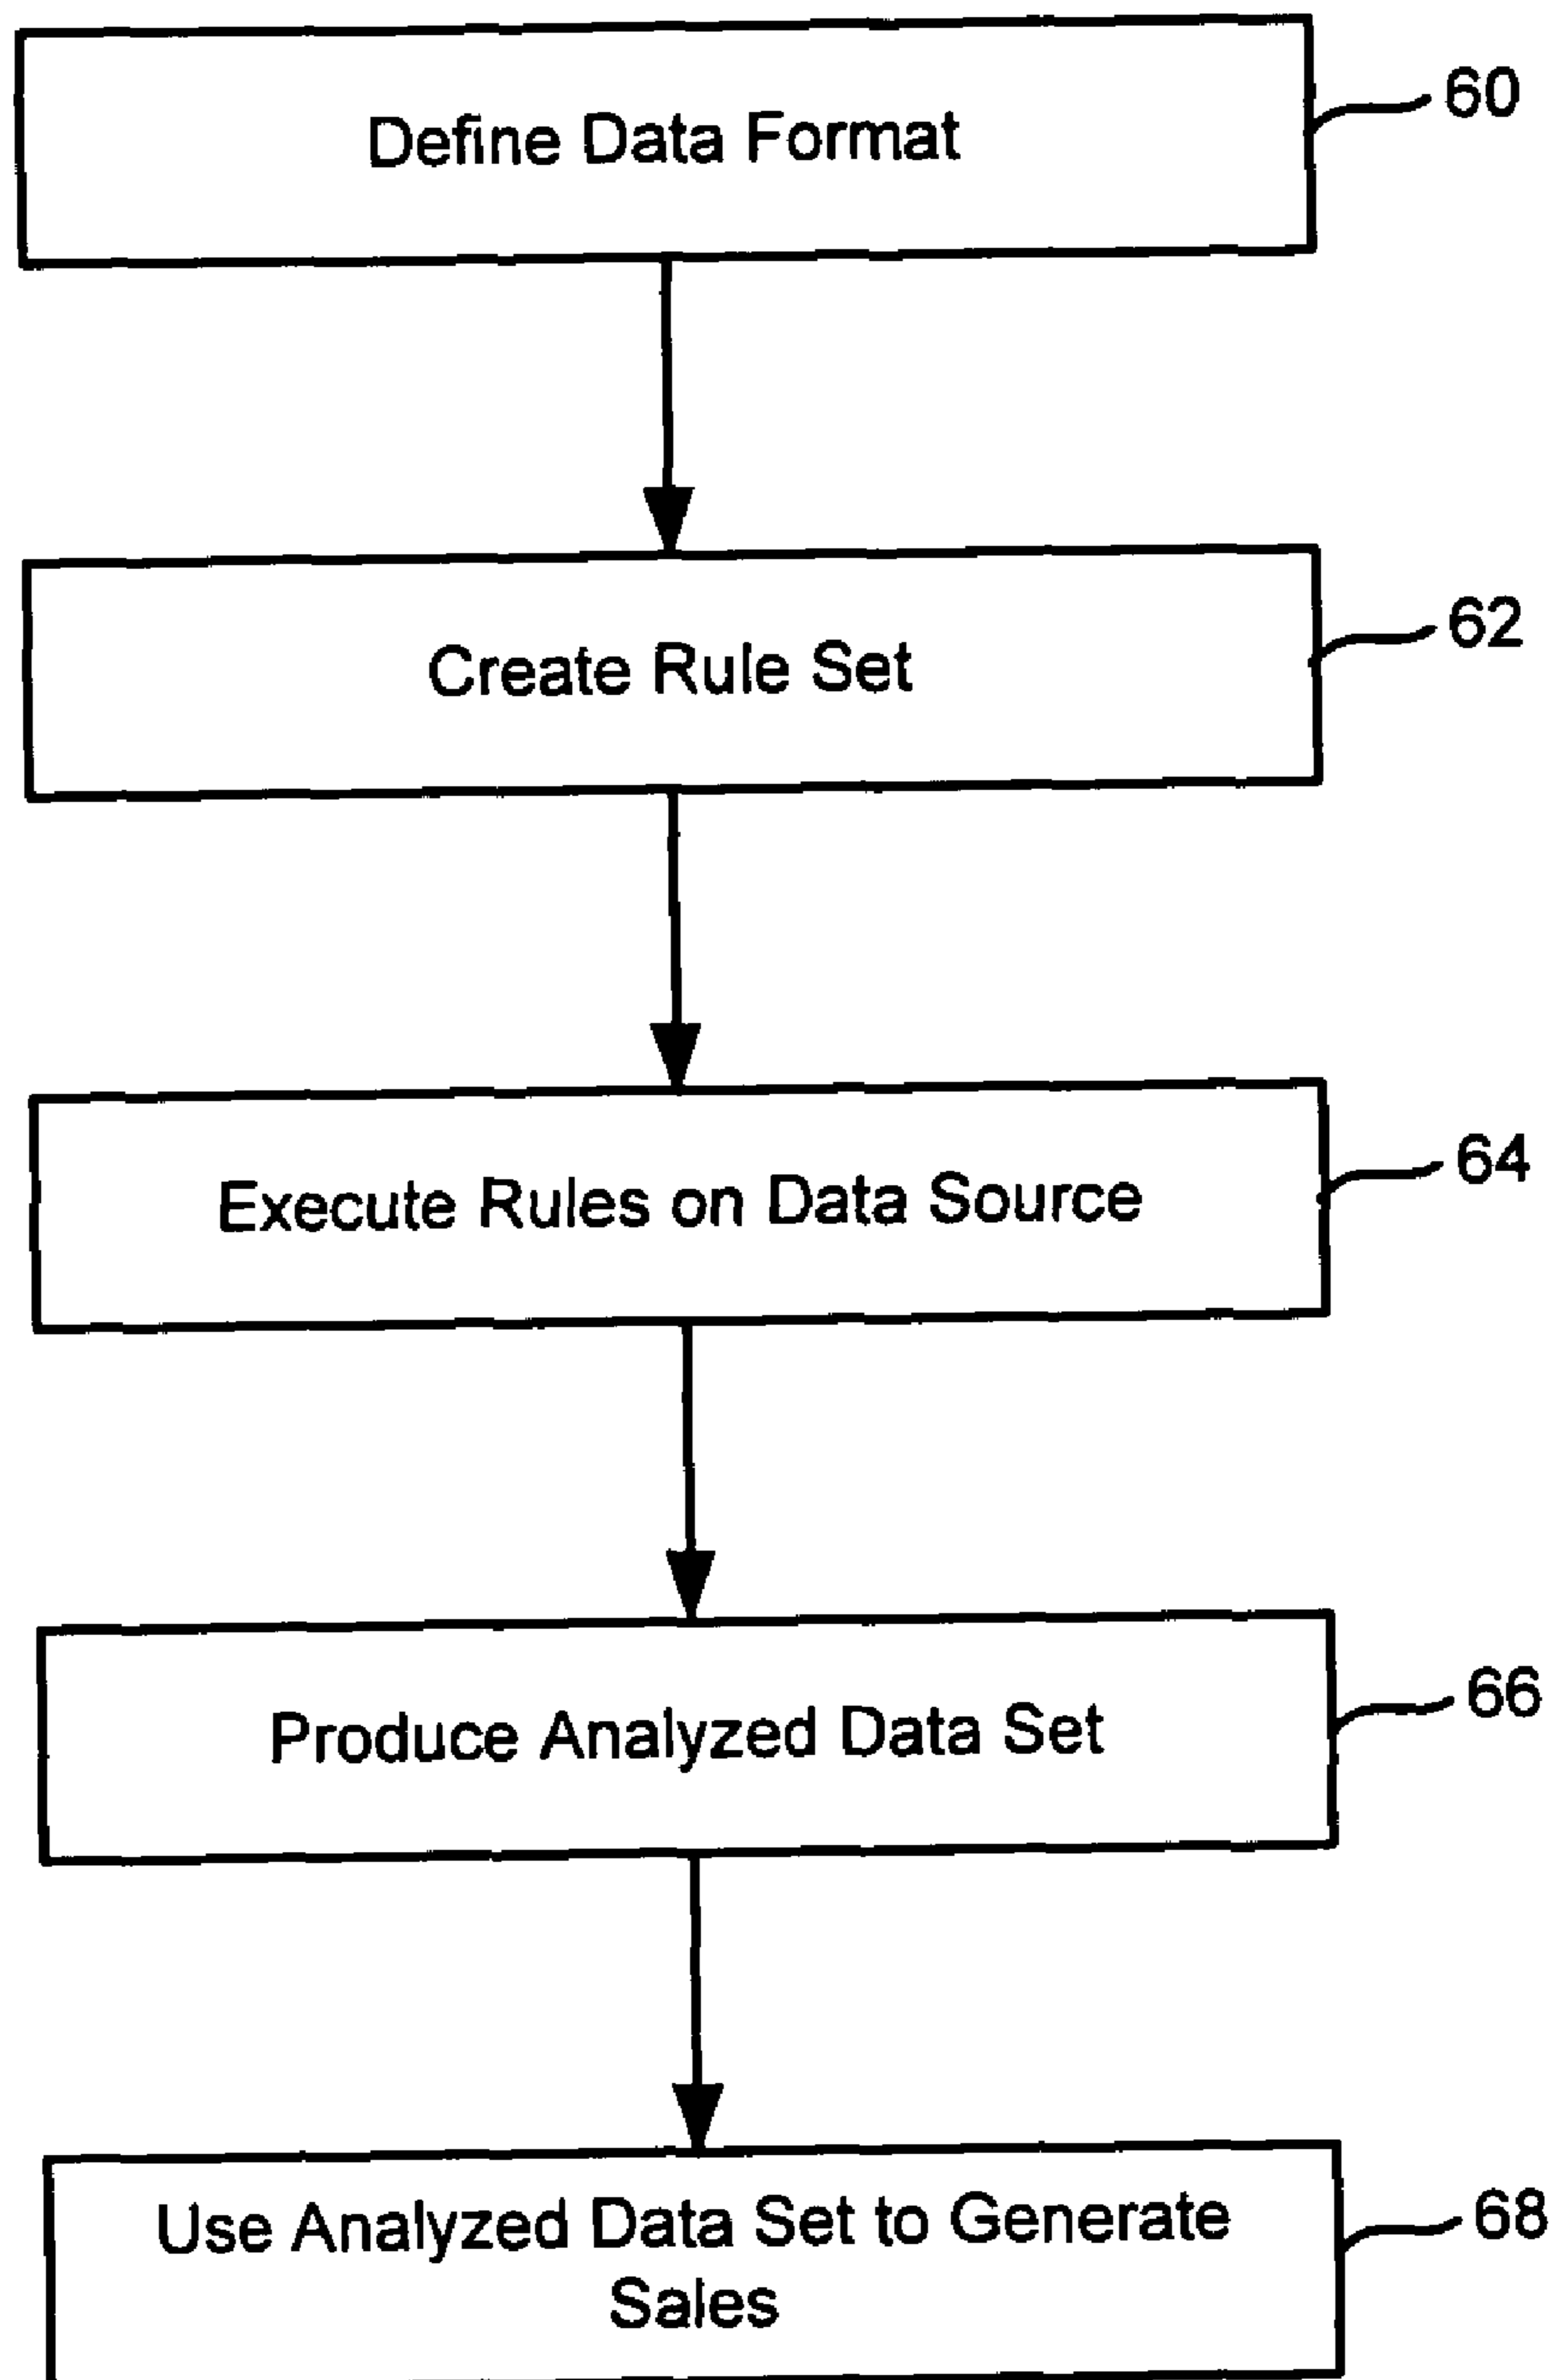 Define Data Format
60
Create Rule Set
62
Execute Rules on Data Source
64
Produce Analyzed Data Set
66
Use Analyzed Data Set to Generate
Sales
68